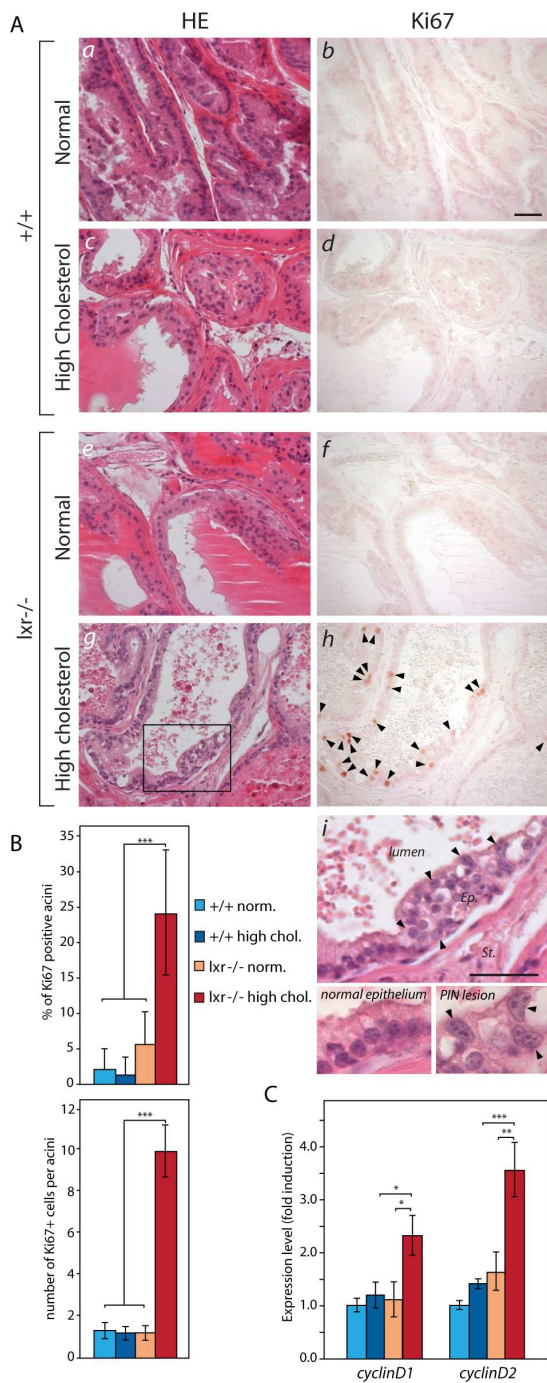 A
HE
Ki67
+/+
Normal
a
b
High Cholesterol
c
d
lxr-/-
Normal
e
f
High cholesterol
g
h
B
% of Ki67 positive acini
35
30
25
20
15
10
5
0
***
+/+ norm.
+/+ high chol.
lxr-/- norm.
lxr-/- high chol.
number of Ki67+ cells per acini
12
10
8
6
4
2
0
***
i
lumen
Ep.
St.
normal epithelium
PIN lesion
C
Expression level (fold induction)
4.0
3.0
2.0
1.0
0
*
*
***
**
cyclinD1
cyclinD2